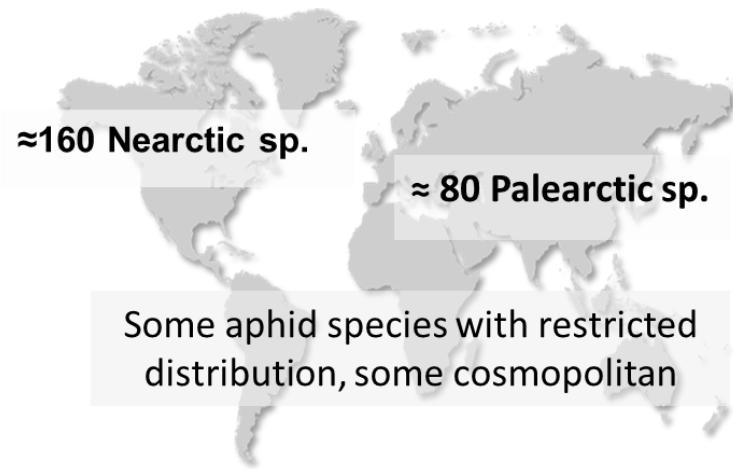 ≈160 Nearctic sp.
≈ 80 Palearctic sp.
Some aphid species with restricted
distribution, some cosmopolitan